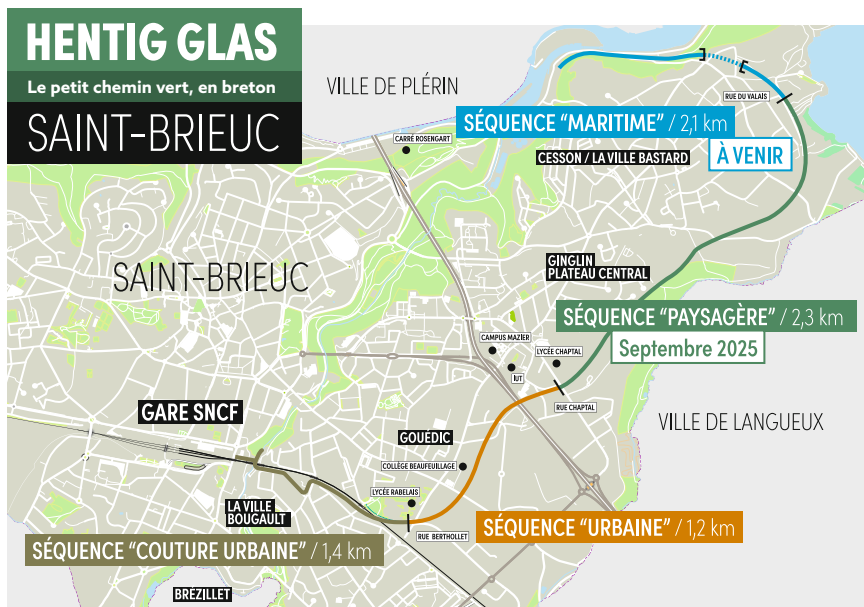 HENTIG GLAS
Le petit chemin vert, en breton
SAINT-BRIEUC
VILLE DE PLÉRIN
RUE DU VALAIS
SÉQUENCE “MARITIME” / 2,1 km
CARRÉ ROSENGART
À VENIR
CESSON / LA VILLE BASTARD
SAINT-BRIEUC
GINGLIN
PLATEAU CENTRAL
SÉQUENCE “PAYSAGÈRE” / 2,3 km
Septembre 2025
CAMPUS MAZIER
LYCÉE CHAPTAL
IUT
RUE CHAPTAL
GARE SNCF
VILLE DE LANGUEUX
GOUÉDIC
COLLÈGE BEAUFEUILLAGE
LYCÉE RABELAIS
LA VILLE
BOUGAULT
SÉQUENCE “URBAINE” / 1,2 km
RUE BERTHOLLET
SÉQUENCE “COUTURE URBAINE” / 1,4 km
BRÉZILLET